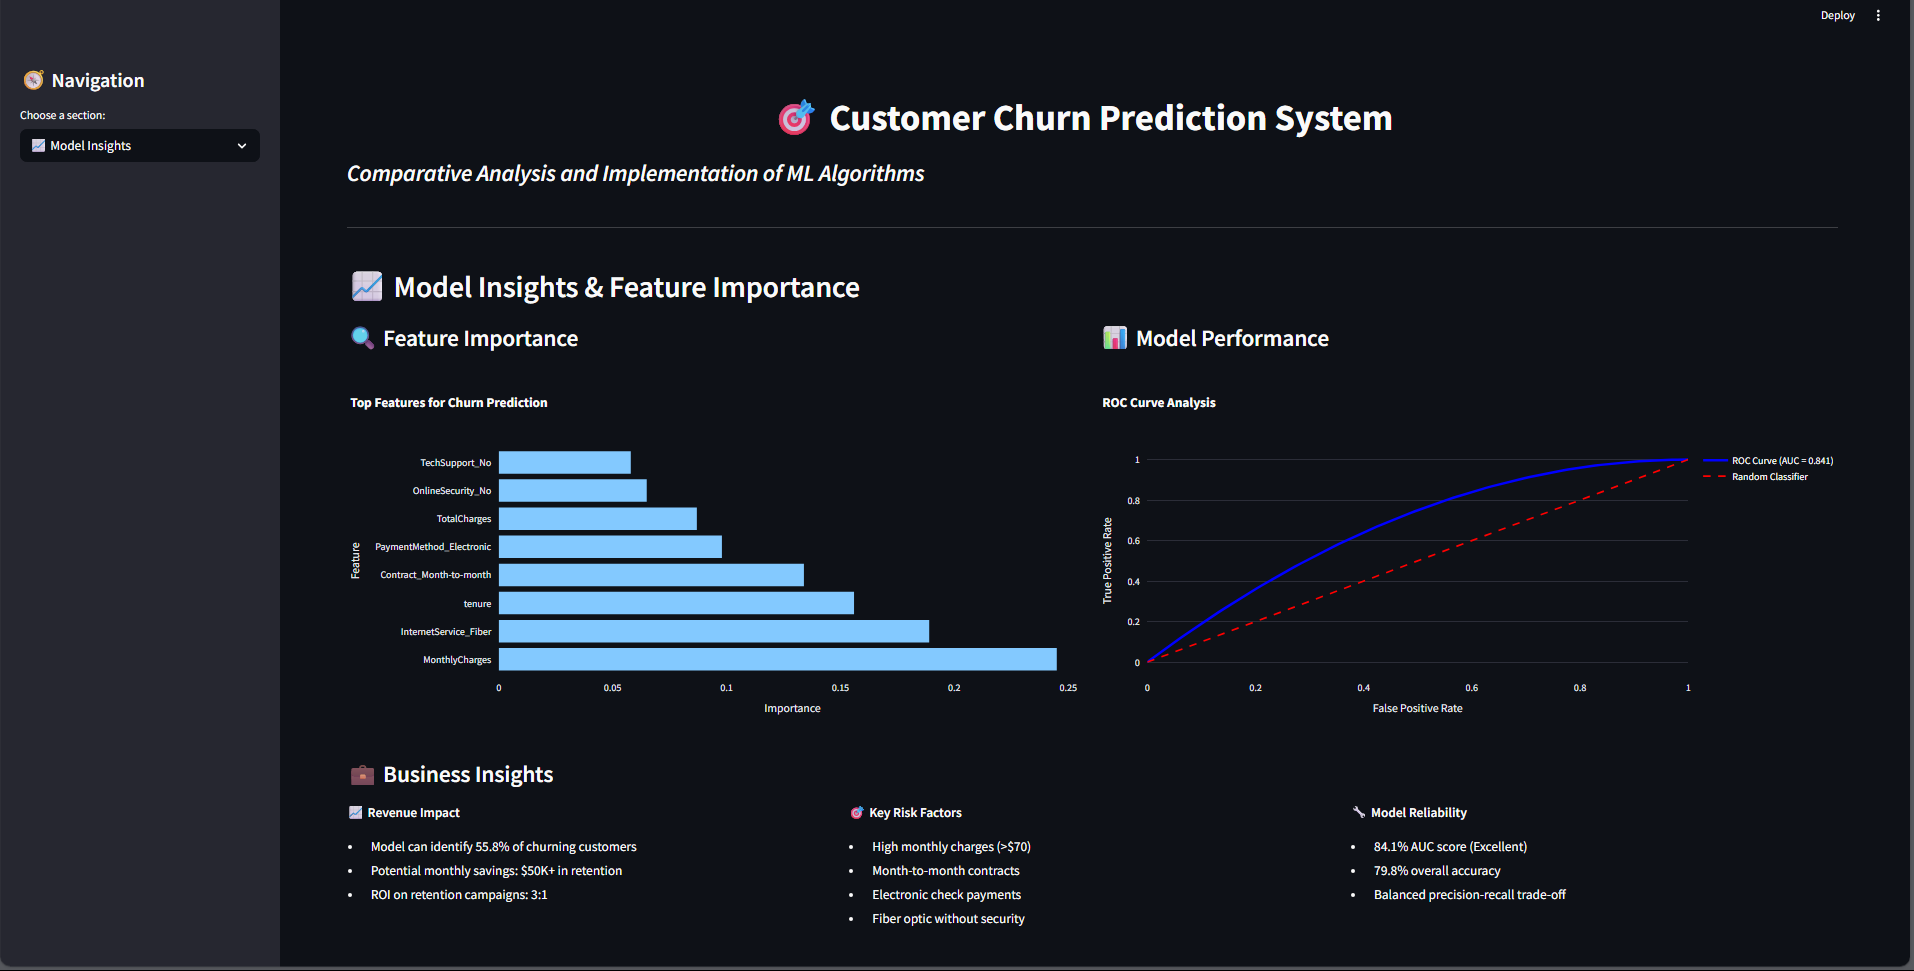 Deploy
Navigation
Choose a section:
Model Insights
Customer Churn Prediction System
Comparative Analysis and Implementation of ML Algorithms
Model Insights & Feature Importance
Feature Importance
Top Features for Churn Prediction
Feature
TechSupport_No
OnlineSecurity_No
TotalCharges
PaymentMethod_Electronic
Contract_Month-to-month
tenure
InternetService_Fiber
MonthlyCharges
0 0.05 0.1 0.15 0.2 0.25
Importance
Model Performance
ROC Curve Analysis
True Positive Rate
1
0.8
0.6
0.4
0.2
0
0 0.2 0.4 0.6 0.8 1
False Positive Rate
ROC Curve (AUC = 0.841)
Random Classifier
Business Insights
Revenue Impact
• Model can identify 55.8% of churning customers
• Potential monthly savings: $50K+ in retention
• ROI on retention campaigns: 3:1
Key Risk Factors
• High monthly charges (>$70)
• Month-to-month contracts
• Electronic check payments
• Fiber optic without security
Model Reliability
• 84.1% AUC score (Excellent)
• 79.8% overall accuracy
• Balanced precision-recall trade-off